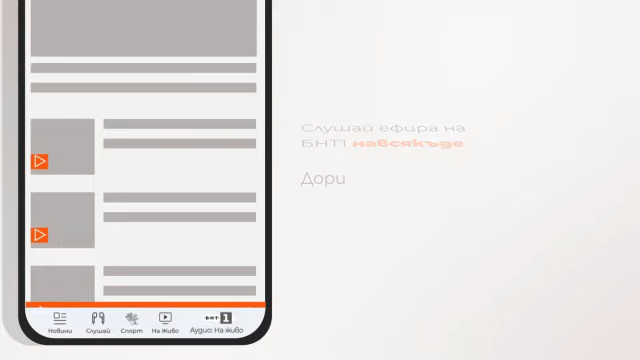 Слушай ефира на
БНТ1 навсякъде
Дори
Новини
Слушай
Спорт
На Живо
БНТ 1
Аудио: На живо